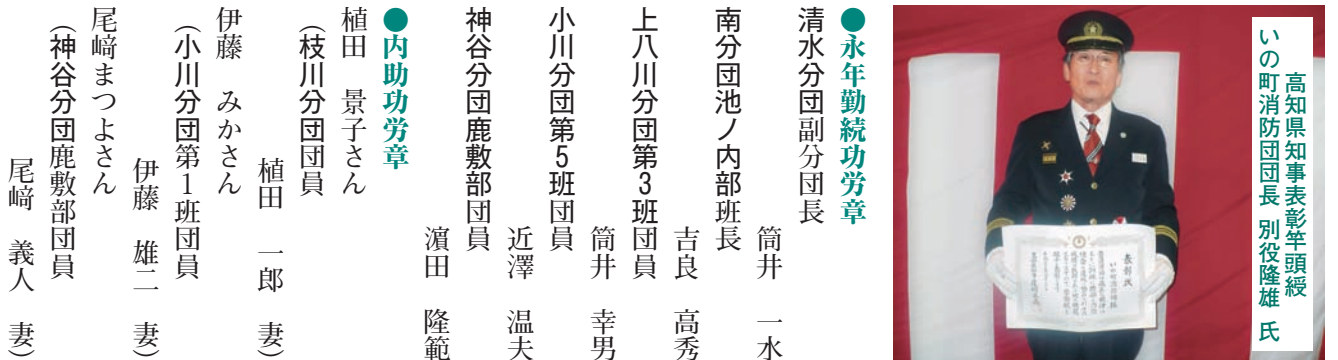 高知県知事表彰竿頭綬
いの町消防団団長 別役隆雄 氏
表彰状
●永年勤続功労章
清水分団副分団長
筒井 一水
南分団池ノ内部班長
吉良 高秀
上八川分団第3班団員
筒井 幸男
小川分団第5班団員
近澤 温夫
神谷分団鹿敷部団員
濵田 隆範
●内助功労章
植田 景子さん
(枝川分団団員
植田 一郎 妻)
伊藤 みかさん
(小川分団第1班団員
伊藤 雄二 妻)
尾﨑まつよさん
(神谷分団鹿敷部団員
尾﨑 義人 妻)